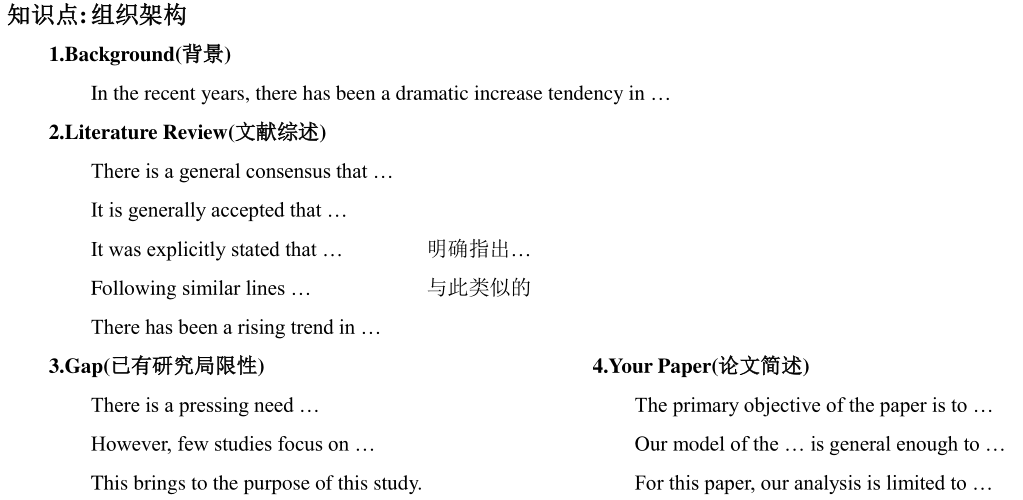 知识点: 组织架构
1.Background(背景)
In the recent years, there has been a dramatic increase tendency in …
2.Literature Review(文献综述)
There is a general consensus that …
It is generally accepted that …
It was explicitly stated that … 明确指出…
Following similar lines … 与此类似的
There has been a rising trend in …
3.Gap(已有研究局限性)
There is a pressing need …
However, few studies focus on …
This brings to the purpose of this study.
4.Your Paper(论文简述)
The primary objective of the paper is to …
Our model of the … is general enough to …
For this paper, our analysis is limited to …